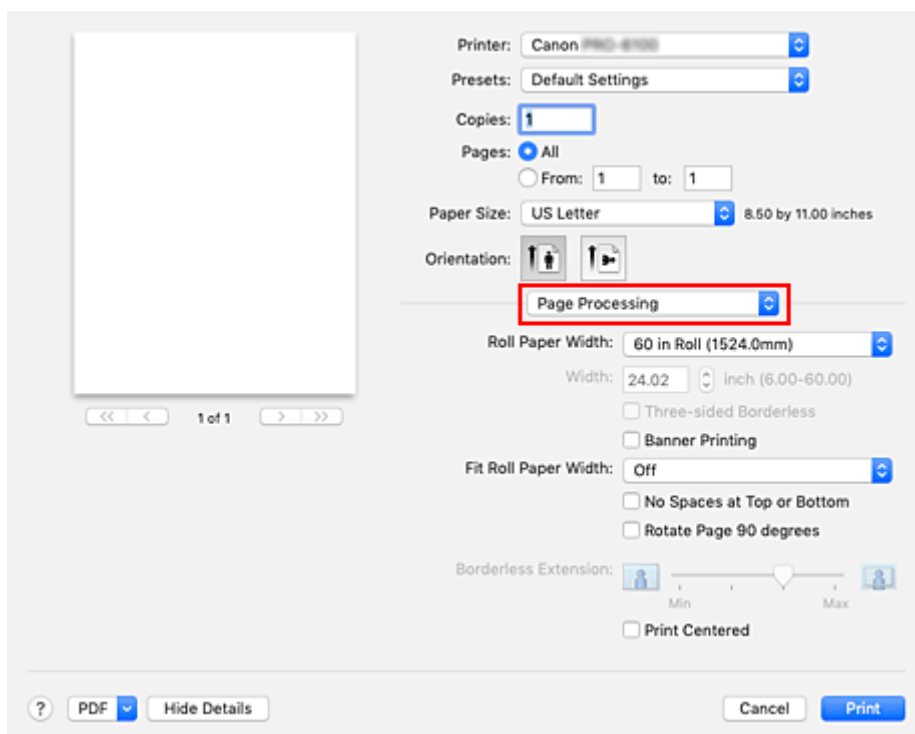 Printer: Canon
Presets: Default Settings
Copies: 1
Pages: All
From: 1 to: 1
Paper Size: US Letter 8.50 by 11.00 inches
Orientation:
Page Processing
Roll Paper Width: 60 in Roll (1524.0mm)
Width: 24.02 inch (6.00-60.00)
Three-sided Borderless
Banner Printing
Fit Roll Paper Width: Off
No Spaces at Top or Bottom
Rotate Page 90 degrees
Borderless Extension:
Min Max
Print Centered
<< < 1 of 1 > >>
? PDF Hide Details Cancel Print